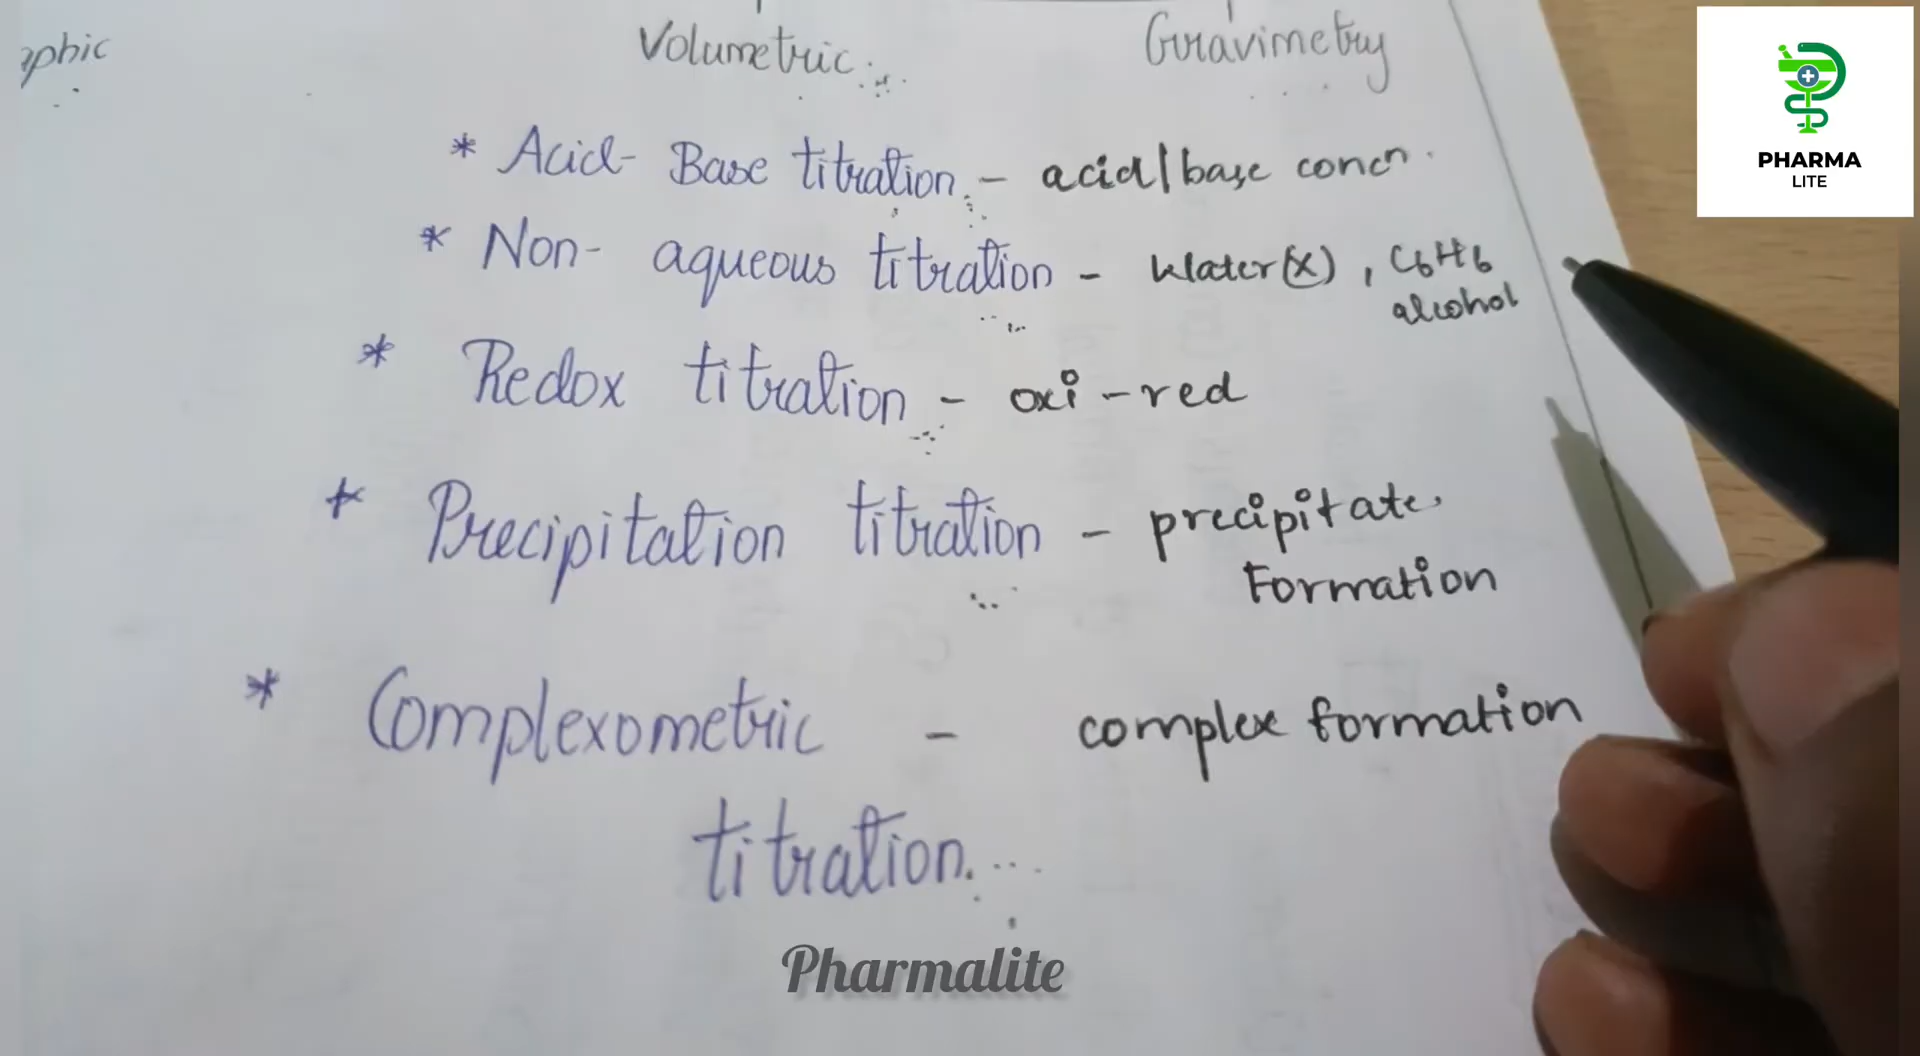 aphic Volumetric Gravimetry
PHARMA
LITE
* Acid-Base titration - acid/base concn.
* Non-aqueous titration - Water(x), C6H6
alcohol
* Redox titration - oxi-red
* Precipitation titration - precipitate
Formation
* Complexometric - complex formation
titration
Pharmalite